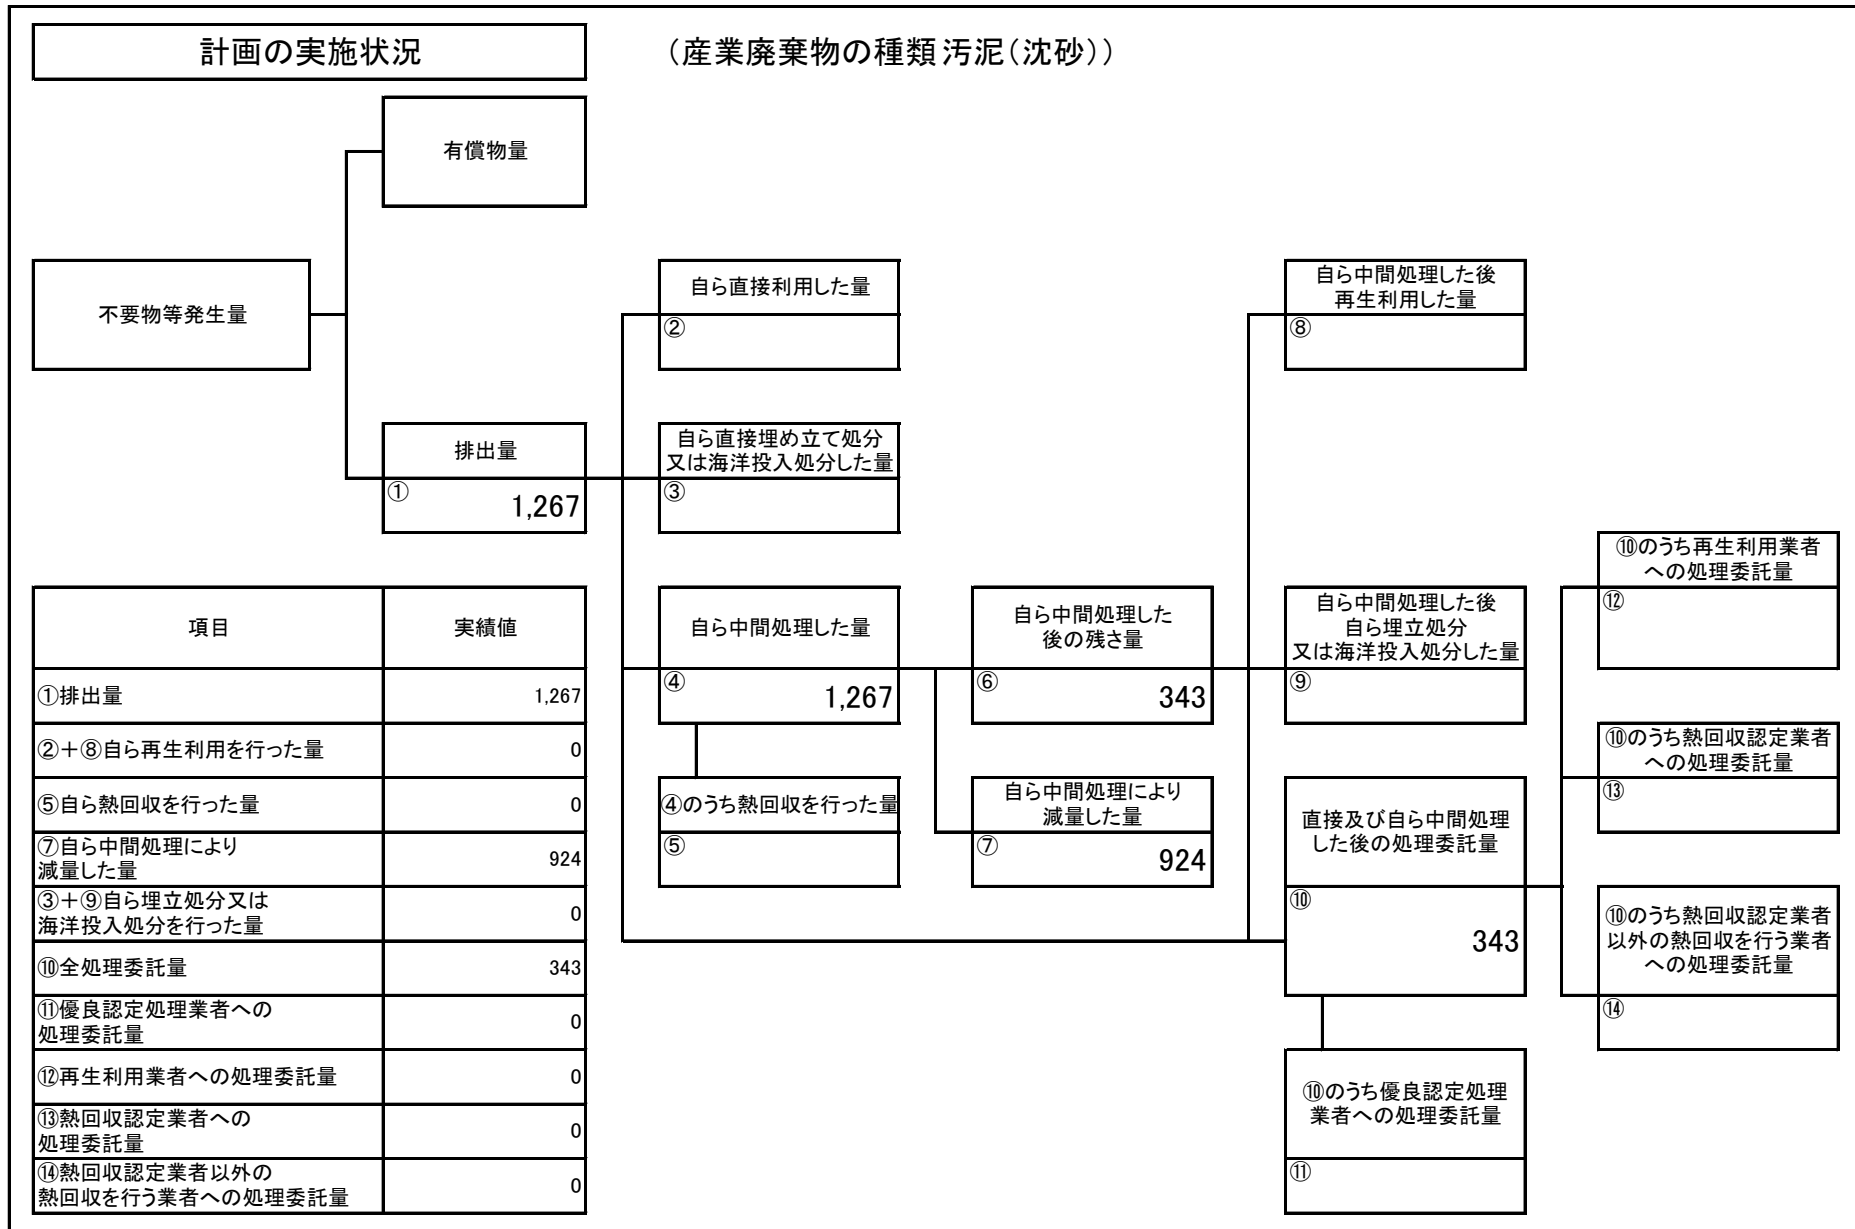 計画の実施状況
（産業廃棄物の種類 汚泥（沈砂））
有償物量
不要物等発生量
自ら直接利用した量
②
自ら中間処理した後
再生利用した量
⑧
排出量
① 1,267
自ら直接埋め立て処分
又は海洋投入処分した量
③
⑩のうち再生利用業者
への処理委託量
⑫
自ら中間処理した量
④ 1,267
自ら中間処理した
後の残さ量
⑥ 343
自ら中間処理した後
自ら埋立処分
又は海洋投入処分した量
⑨
⑩のうち熱回収認定業者
への処理委託量
⑬
④のうち熱回収を行った量
⑤
自ら中間処理により
減量した量
⑦ 924
直接及び自ら中間処理
した後の処理委託量
⑩
343
⑩のうち熱回収認定業者
以外の熱回収を行う業者
への処理委託量
⑭
⑩のうち優良認定処理
業者への処理委託量
⑪
項目 実績値
①排出量 1,267
②＋⑧自ら再生利用を行った量 0
⑤自ら熱回収を行った量 0
⑦自ら中間処理により
減量した量 924
③＋⑨自ら埋立処分又は
海洋投入処分を行った量 0
⑩全処理委託量 343
⑪優良認定処理業者への
処理委託量 0
⑫再生利用業者への処理委託量 0
⑬熱回収認定業者への
処理委託量 0
⑭熱回収認定業者以外の
熱回収を行う業者への処理委託量 0